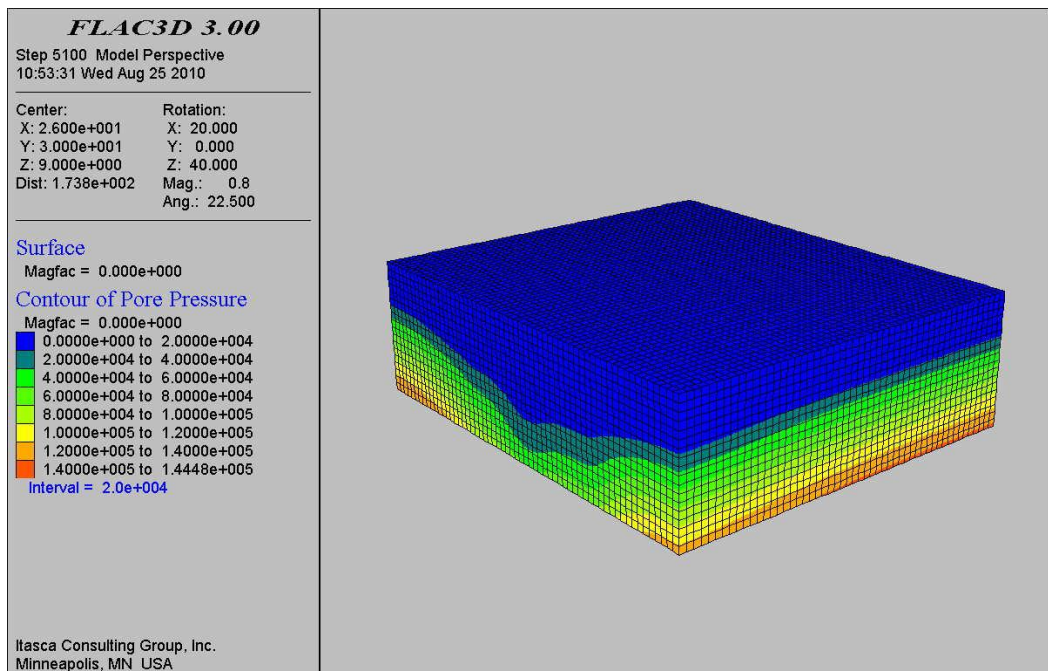 FLAC3D 3.00
Step 5100 Model Perspective
10:53:31 Wed Aug 25 2010
Center: Rotation:
X: 2.600e+001 X: 20.000
Y: 3.000e+001 Y: 0.000
Z: 9.000e+000 Z: 40.000
Dist: 1.738e+002 Mag.: 0.8
Ang.: 22.500
Surface
Magfac = 0.000e+000
Contour of Pore Pressure
Magfac = 0.000e+000
0.0000e+000 to 2.0000e+004
2.0000e+004 to 4.0000e+004
4.0000e+004 to 6.0000e+004
6.0000e+004 to 8.0000e+004
8.0000e+004 to 1.0000e+005
1.0000e+005 to 1.2000e+005
1.2000e+005 to 1.4000e+005
1.4000e+005 to 1.4448e+005
Interval = 2.0e+004
Itasca Consulting Group, Inc.
Minneapolis, MN USA